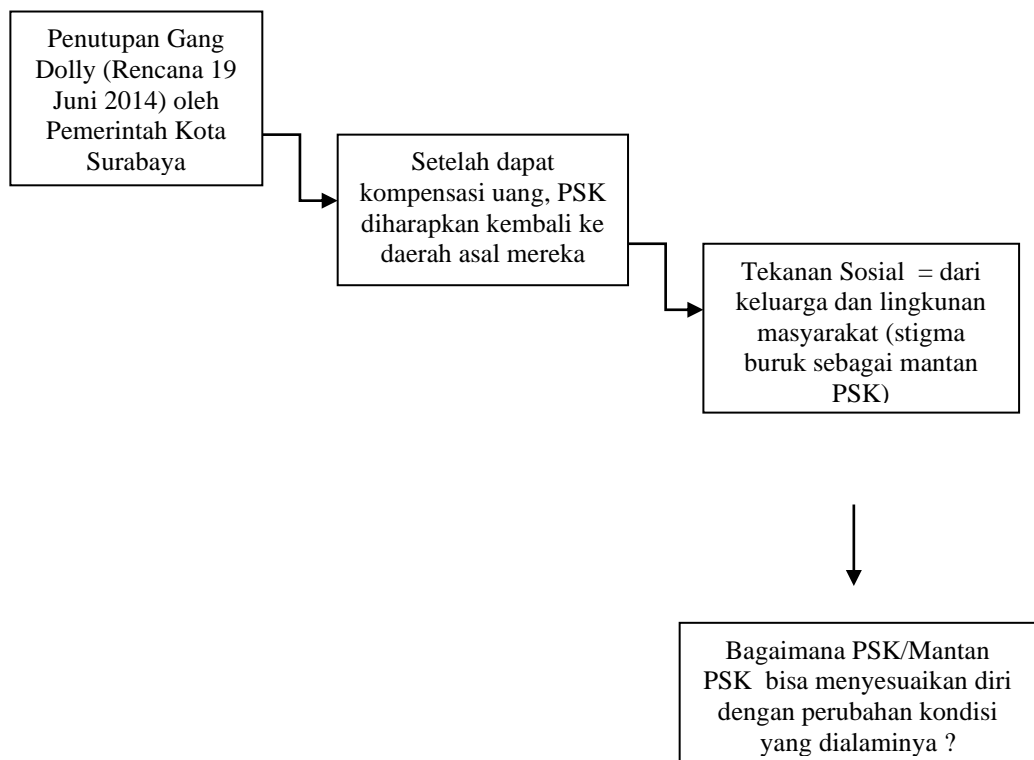 Penutupan Gang
Dolly (Rencana 19
Juni 2014) oleh
Pemerintah Kota
Surabaya
Setelah dapat
kompensasi uang, PSK
diharapkan kembali ke
daerah asal mereka
Tekanan Sosial = dari
keluarga dan lingkunan
masyarakat (stigma
buruk sebagai mantan
PSK)
Bagaimana PSK/Mantan
PSK bisa menyesuaikan diri
dengan perubahan kondisi
yang dialaminya ?